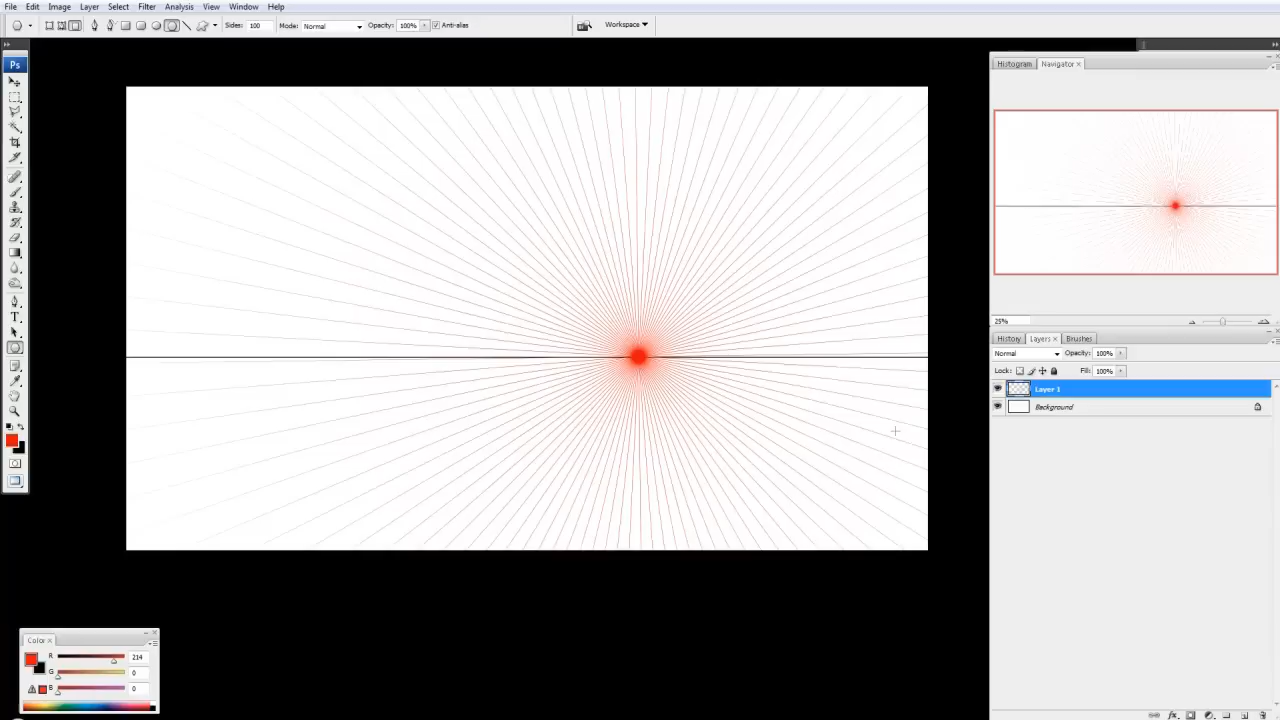 File Edit Image Layer Select Filter Analysis View Window Help
Sides: 100 Mode: Normal Opacity: 100% Anti-alias Workspace
Ps
Histogram Navigator ×
25%
History Layers × Brushes
Normal Opacity: 100%
Lock: Fill: 100%
Layer 1
Background
T
Color ×
R 214
G 0
B 0
fx